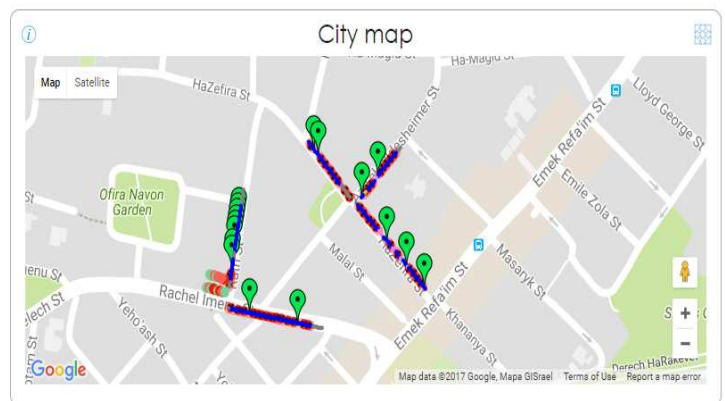 City map
Map Satellite
HaZefira St
Ha-Magid St
Lloyd George St
Emek Refa'im St
Emile Zola St
Ofira Navon
Garden
Masaryk St
Malal St
Rachel Ime
Yeho'ash St
Khananya St
Emek Refa'im St
Derech HaRakevet
Google
Map data ©2017 Google, Mapa GISrael Terms of Use Report a map error